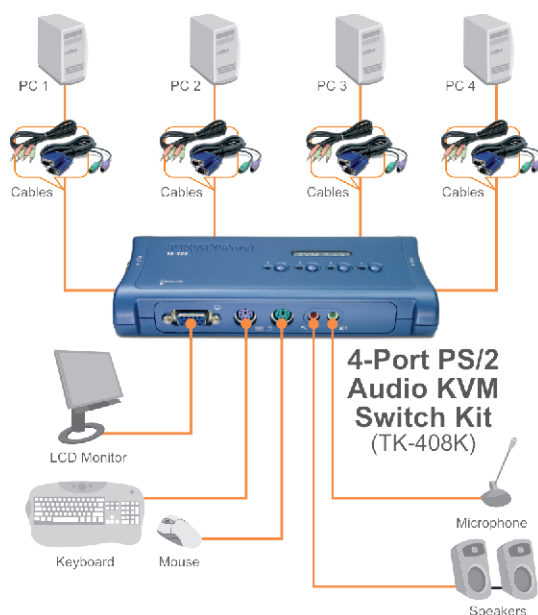 PC 1
PC 2
PC 3
PC 4
Cables
Cables
Cables
Cables
4-Port PS/2
Audio KVM
Switch Kit
(TK-408K)
LCD Monitor
Keyboard
Mouse
Microphone
Speakers